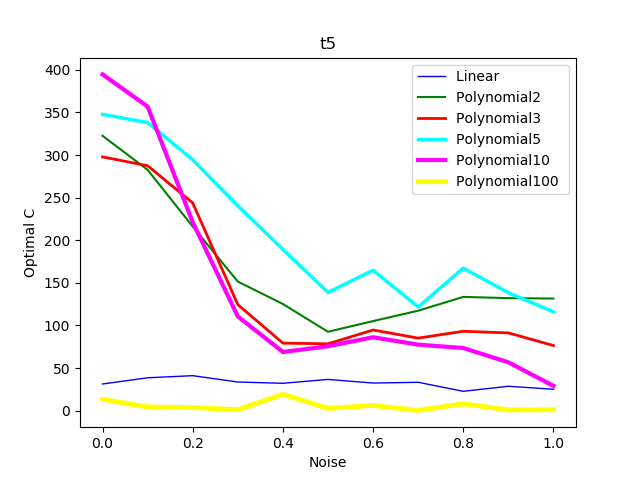 t5
Optimal C
400
350
300
250
200
150
100
50
0
0.0
0.2
0.4
0.6
0.8
1.0
Noise
Linear
Polynomial2
Polynomial3
Polynomial5
Polynomial10
Polynomial100